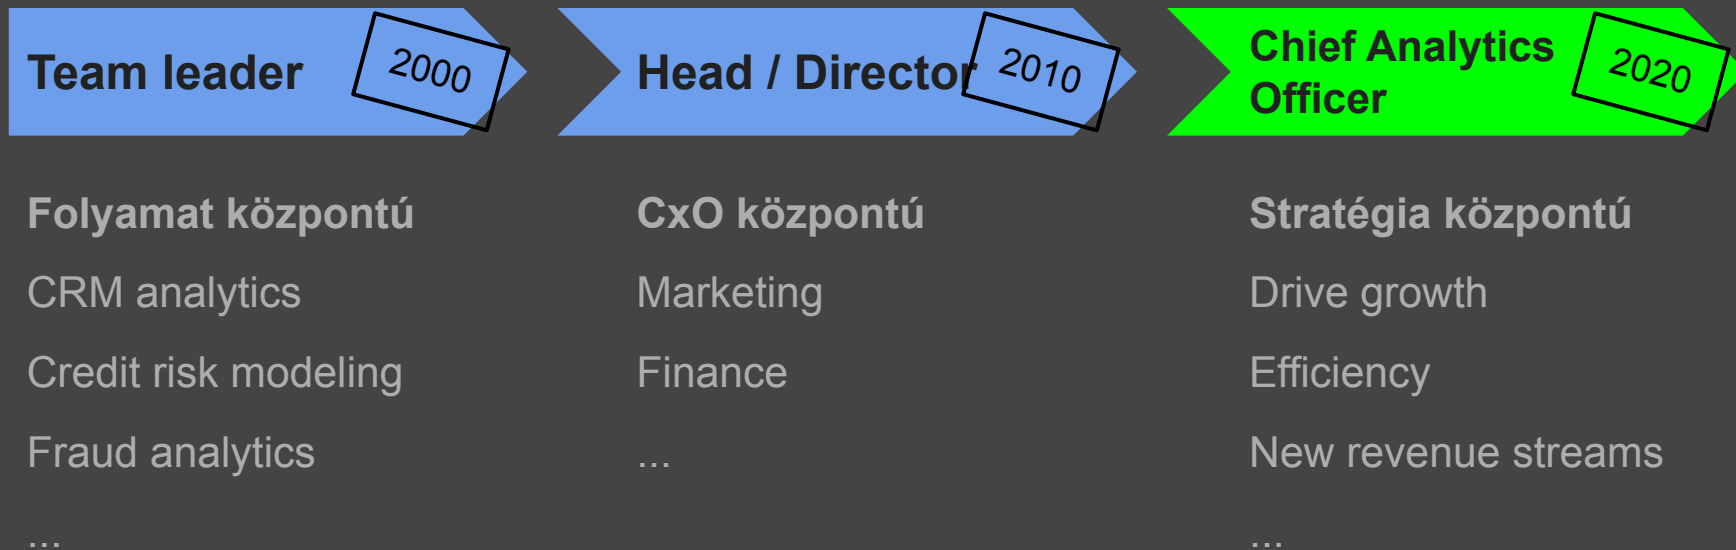 Team leader
2000
Head / Director
2010
Chief Analytics
Officer
2020
Folyamat központú
CRM analytics
Credit risk modeling
Fraud analytics
...
CxO központú
Marketing
Finance
...
Stratégia központú
Drive growth
Efficiency
New revenue streams
...